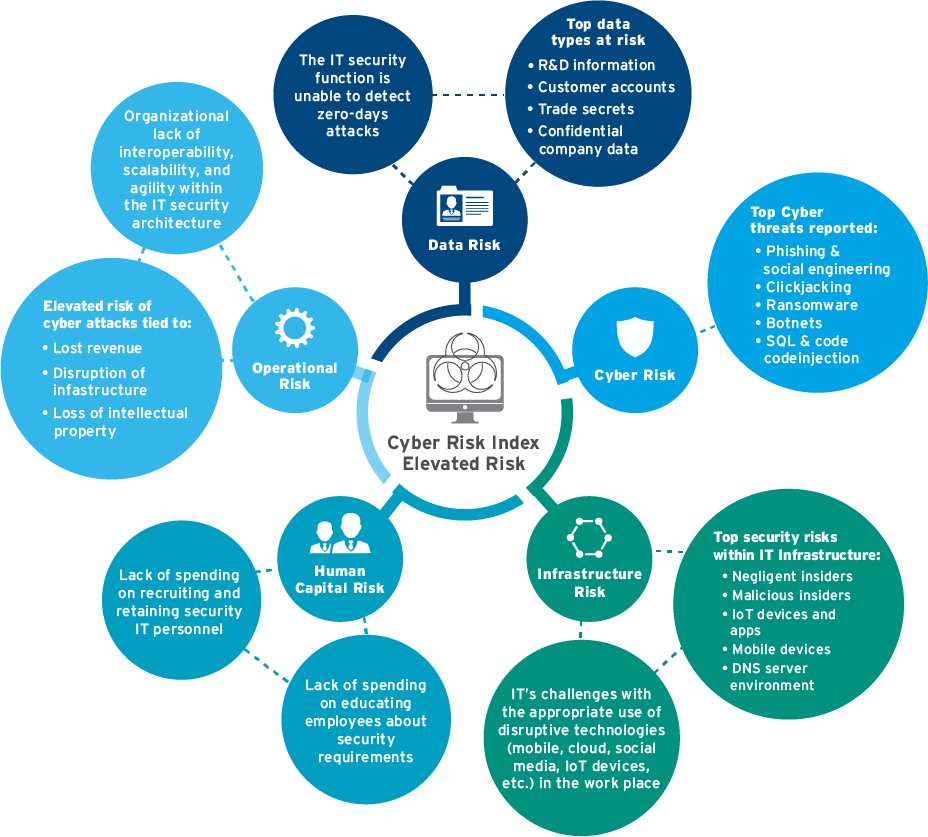 The IT security
function is
unable to detect
zero-days
attacks
Top data
types at risk
• R&D information
• Customer accounts
• Trade secrets
• Confidential
company data
Data Risk
Organizational
lack of
interoperability,
scalability, and
agility within
the IT security
architecture
Elevated risk of
cyber attacks tied to:
• Lost revenue
• Disruption of
infastructure
• Loss of intellectual
property
Operational
Risk
Top Cyber
threats reported:
• Phishing &
social engineering
• Clickjacking
• Ransomware
• Botnets
• SQL & code
codeinjection
Cyber Risk
Cyber Risk Index
Elevated Risk
Human
Capital Risk
Lack of spending
on recruiting and
retaining security
IT personnel
Lack of spending
on educating
employees about
security
requirements
Infrastructure
Risk
Top security risks
within IT Infrastructure:
• Negligent insiders
• Malicious insiders
• IoT devices and
apps
• Mobile devices
• DNS server
environment
IT's challenges with
the appropriate use of
disruptive technologies
(mobile, cloud, social
media, IoT devices,
etc.) in the work place